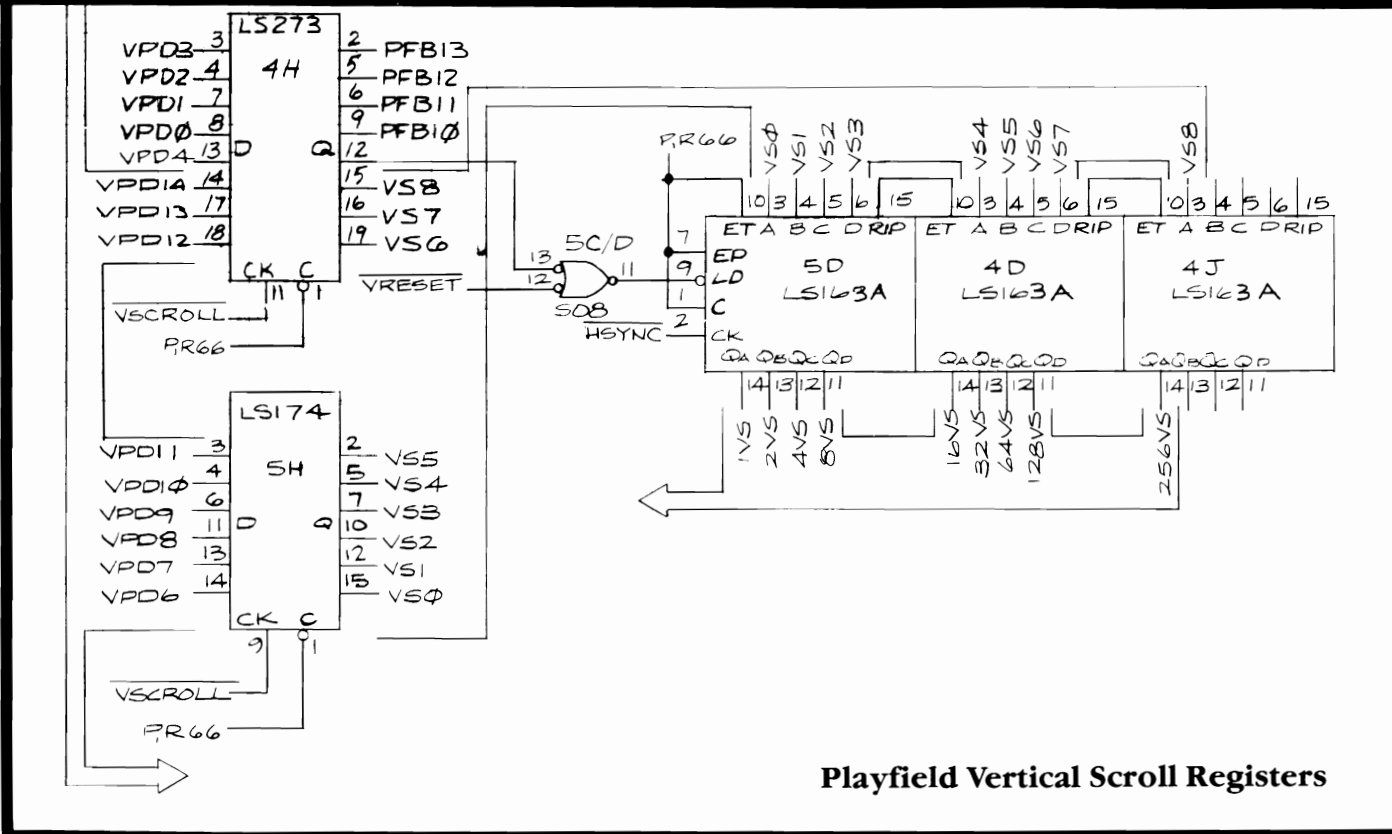 LS273
4H
VPD3 3 2 PFB13
VPD2 4 5 PFB12
VPD1 7 6 PFB11
VPDØ 8 9 PFB1Ø
VPD4 13 D Q 12
VPD14 14 15 VS8
VPD13 17 16 VS7
VPD12 18 19 VS6
CK C
11 1
VSCROLL
P,R66
LS174
5H
VPD11 3 2 VS5
VPD1Ø 4 5 VS4
VPD9 6 7 VS3
VPD8 11 D Q 10 VS2
VPD7 13 12 VS1
VPD6 14 15 VSØ
CK C
9 1
VSCROLL
P,R66
5C/D
13
12
11
S08
VRESET
P,R66
HSYNC
VSØ VS1 VS2 VS3 VS4 VS5 VS6 VS7 VS8
10 3 4 5 6 15 10 3 4 5 6 15 10 3 4 5 6 15
ET A B C D RIP ET A B C D RIP ET A B C D RIP
7 EP
9 LD
1 C
2 CK
5D
LS163A
4D
LS163A
4J
LS163A
QA QB QC QD QA QB QC QD QA QB QC QD
14 13 12 11 14 13 12 11 14 13 12 11
1VS 2VS 4VS 8VS 16VS 32VS 64VS 128VS 256VS
Playfield Vertical Scroll Registers